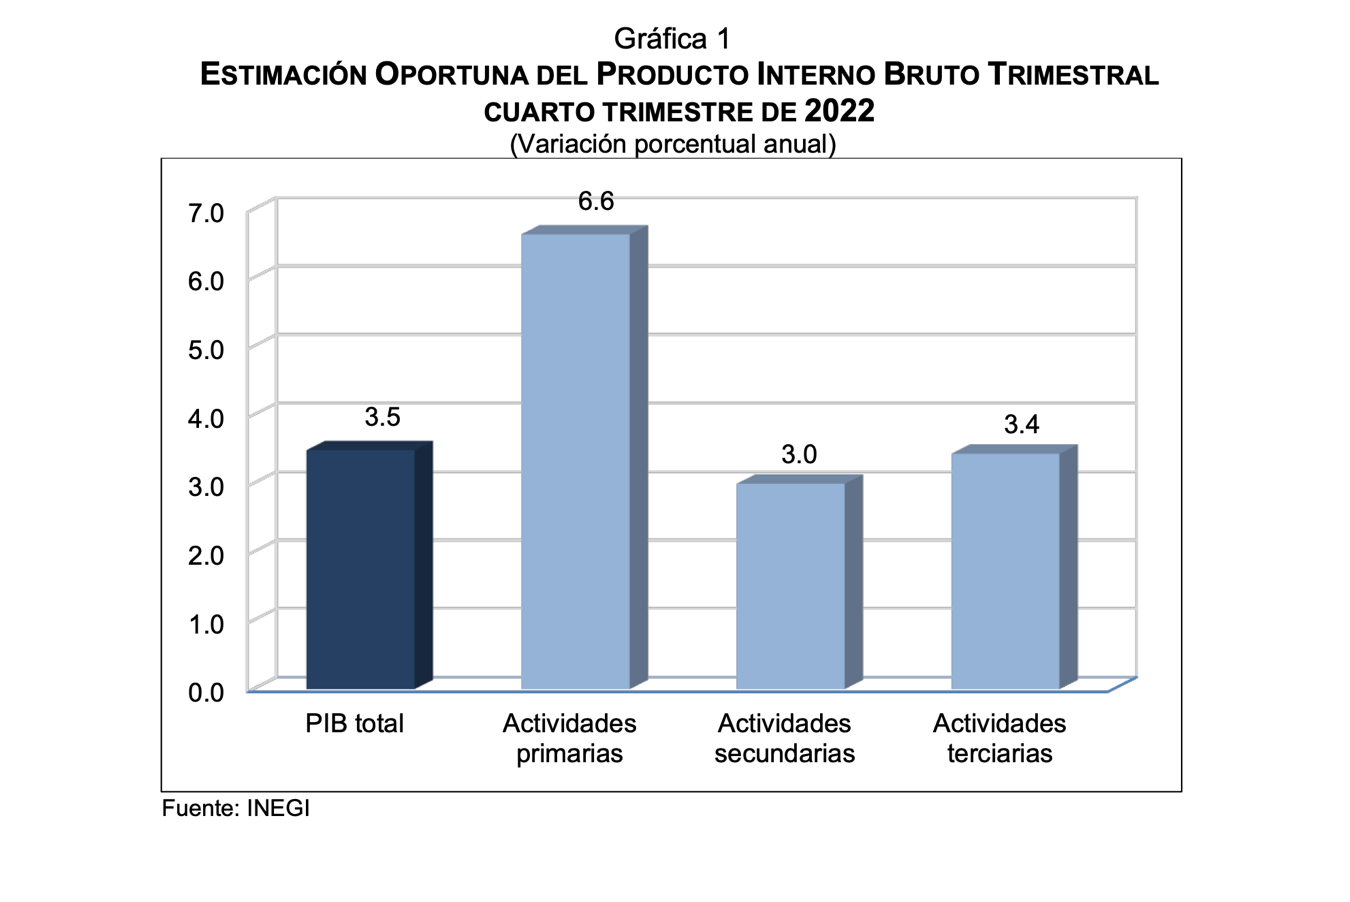 Gráfica 1
ESTIMACIÓN OPORTUNA DEL PRODUCTO INTERNO BRUTO TRIMESTRAL
CUARTO TRIMESTRE DE 2022
(Variación porcentual anual)
7.0
6.0
5.0
4.0
3.0
2.0
1.0
0.0
3.5
6.6
3.0
3.4
PIB total
Actividades
primarias
Actividades
secundarias
Actividades
terciarias
Fuente: INEGI